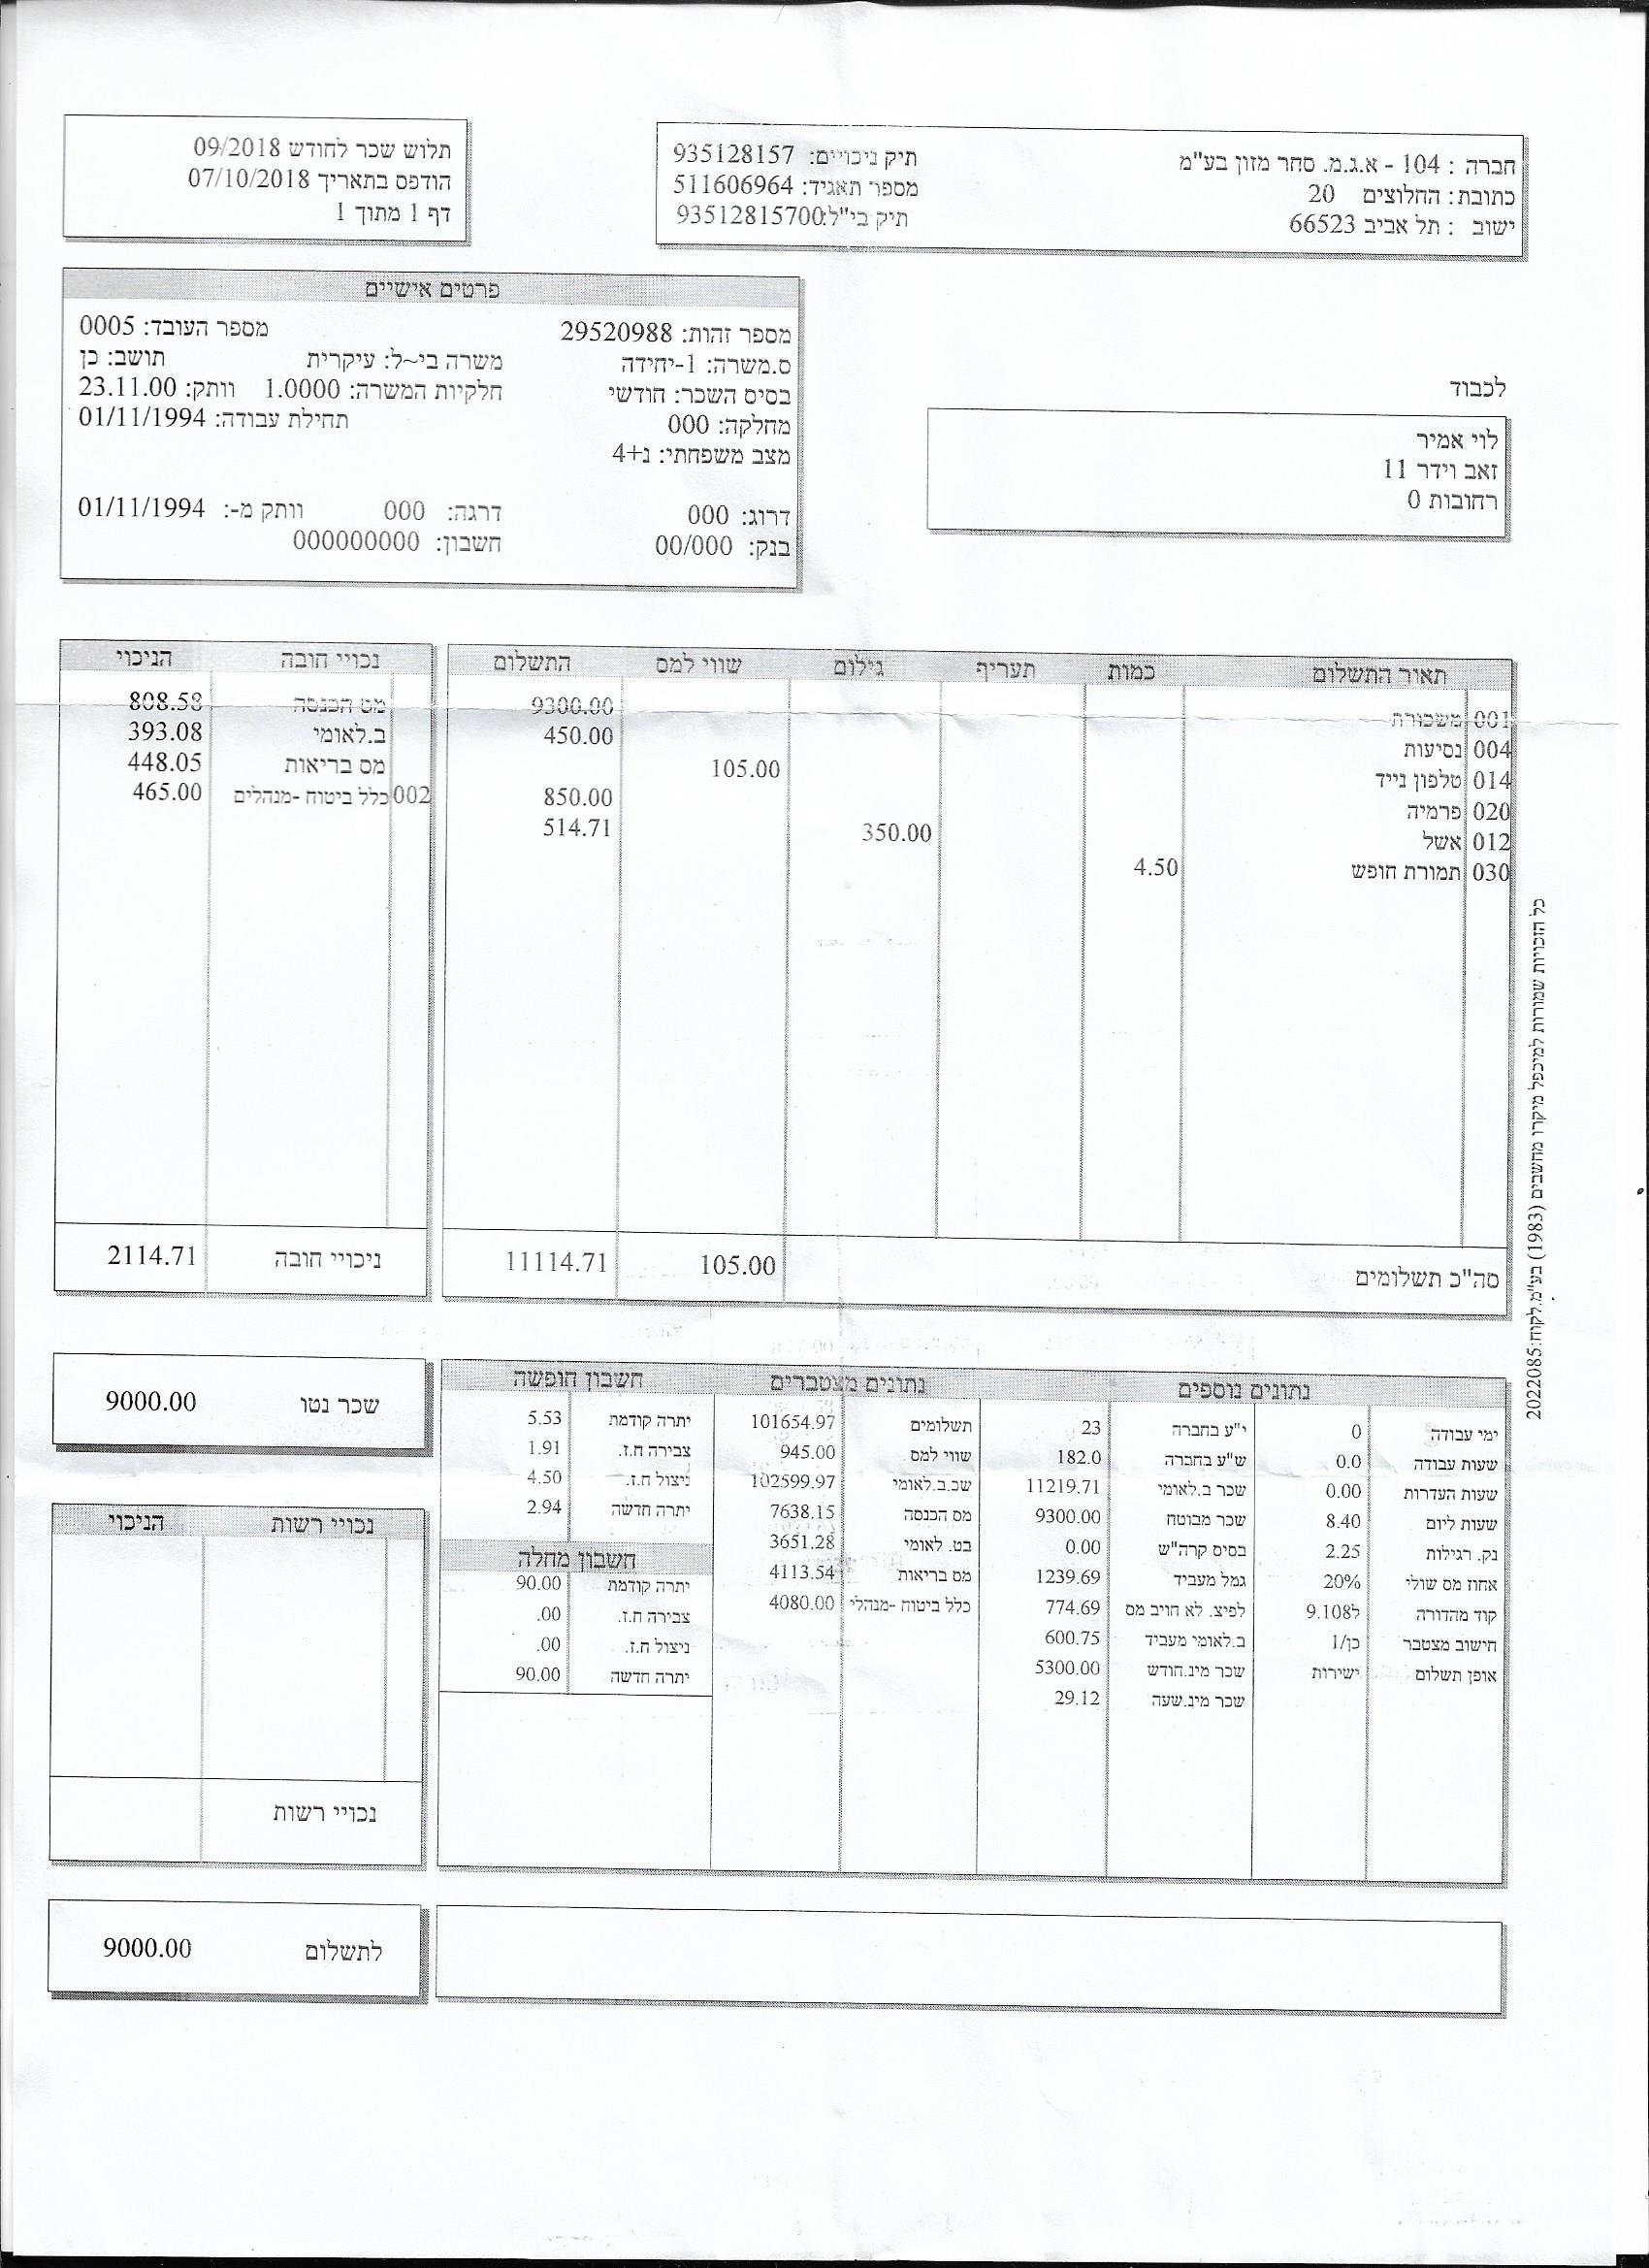 חברה : 104 - א.ג.מ. סחר מזון בע"מ
כתובת: החלוצים 20
ישוב : תל אביב 66523
תיק ניכויים: 935128157
מספר תאגיד: 511606964
תיק בי"ל:93512815700
תלוש שכר לחודש 09/2018
הודפס בתאריך 07/10/2018
דף 1 מתוך 1
פרטים אישיים
מספר זהות: 29520988 מספר העובד: 0005
ס.משרה: 1-יחידה משרה בי~ל: עיקרית תושב: כן
בסיס השכר: חודשי חלקיות המשרה: 1.0000 וותק: 23.11.00
מחלקה: 000 תחילת עבודה: 01/11/1994
מצב משפחתי: נ+4
דרוג: 000 דרגה: 000 וותק מ-: 01/11/1994
בנק: 00/000 חשבון: 000000000
לכבוד
לוי אמיר
זאב וידר 11
רחובות 0
תאור התשלום כמות תעריף גילום שווי למס התשלום
001 משכורת 9300.00
004 נסיעות 450.00
014 טלפון נייד 105.00
020 פרמיה 850.00
012 אשל 350.00 514.71
030 תמורת חופש 4.50
סה"כ תשלומים 105.00 11114.71
נכויי חובה הניכוי
מס הכנסה 808.58
ב.לאומי 393.08
מס בריאות 448.05
002 כלל ביטוח -מנהלים 465.00
ניכויי חובה 2114.71
כל הזכויות שמורות למיכפל מיקרו מחשבים (1983) בע"מ.לקוח:2022085
נתונים נוספים
ימי עבודה 0 י"ע בחברה 23
שעות עבודה 0.0 ש"ע בחברה 182.0
שעות העדרות 0.00 שכר ב.לאומי 11219.71
שעות ליום 8.40 שכר מבוטח 9300.00
נק. רגילות 2.25 בסיס קרה"ש 0.00
אחוז מס שולי 20% גמל מעביד 1239.69
קוד מהדורה 9.108ל לפיצ. לא חויב מס 774.69
חישוב מצטבר כן/1 ב.לאומי מעביד 600.75
אופן תשלום ישירות שכר מינ.חודש 5300.00
שכר מינ.שעה 29.12
נתונים מצטברים
תשלומים 101654.97
שווי למס 945.00
שכ.ב.לאומי 102599.97
מס הכנסה 7638.15
בט. לאומי 3651.28
מס בריאות 4113.54
כלל ביטוח -מנהלי 4080.00
חשבון חופשה
יתרה קודמת 5.53
צבירה ח.ז. 1.91
ניצול ח.ז. 4.50
יתרה חדשה 2.94
חשבון מחלה
יתרה קודמת 90.00
צבירה ח.ז. .00
ניצול ח.ז. .00
יתרה חדשה 90.00
שכר נטו 9000.00
נכויי רשות הניכוי
נכויי רשות
לתשלום 9000.00